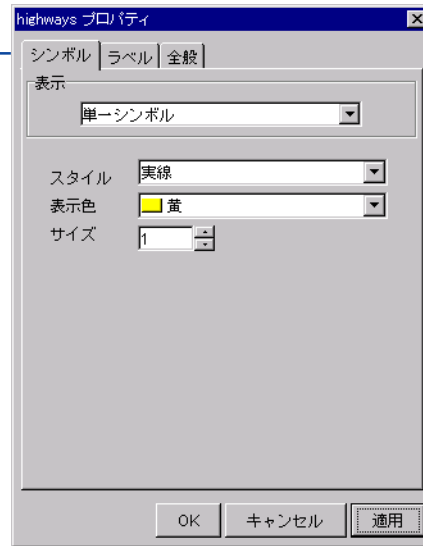 highways プロパティ
シンボル ラベル 全般
表示
単一シンボル
スタイル 実線
表示色 黄
サイズ 1
OK キャンセル 適用